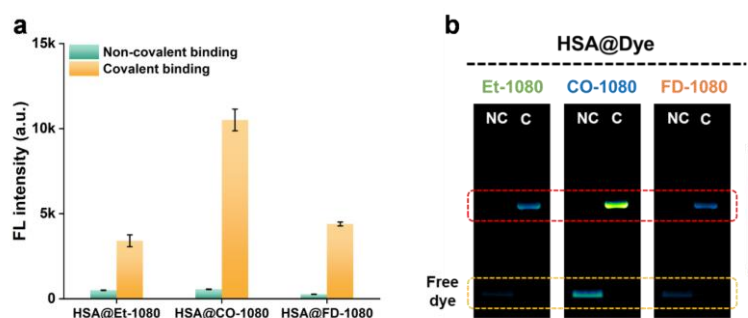 a
15k
10k
5k
0
FL intensity (a.u.)
Non-covalent binding
Covalent binding
HSA@Et-1080 HSA@CO-1080 HSA@FD-1080
b
HSA@Dye
Et-1080 CO-1080 FD-1080
NC C NC C NC C
Free
dye